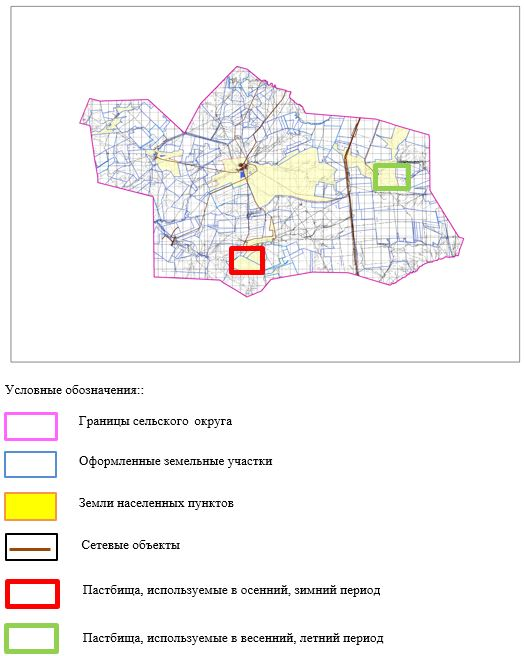 Условные обозначения::
Границы сельского округа
Оформленные земельные участки
Земли населенных пунктов
Сетевые объекты
Пастбища, используемые в осенний, зимний период
Пастбища, используемые в весенний, летний период